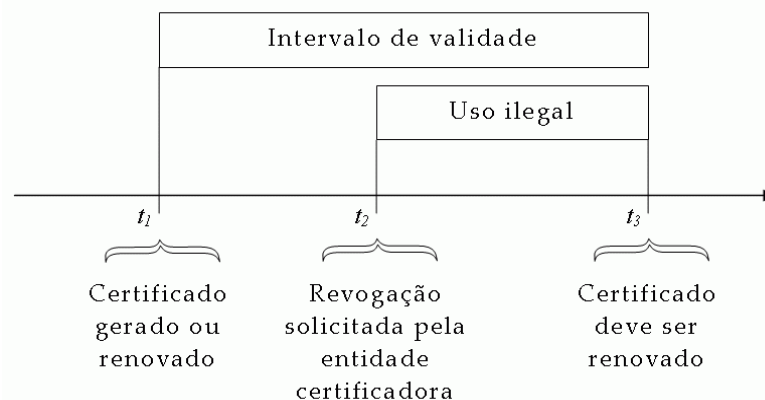 Intervalo de validade
Uso ilegal
t1 t2 t3
Certificado
gerado ou
renovado
Revogação
solicitada pela
entidade
certificadora
Certificado
deve ser
renovado